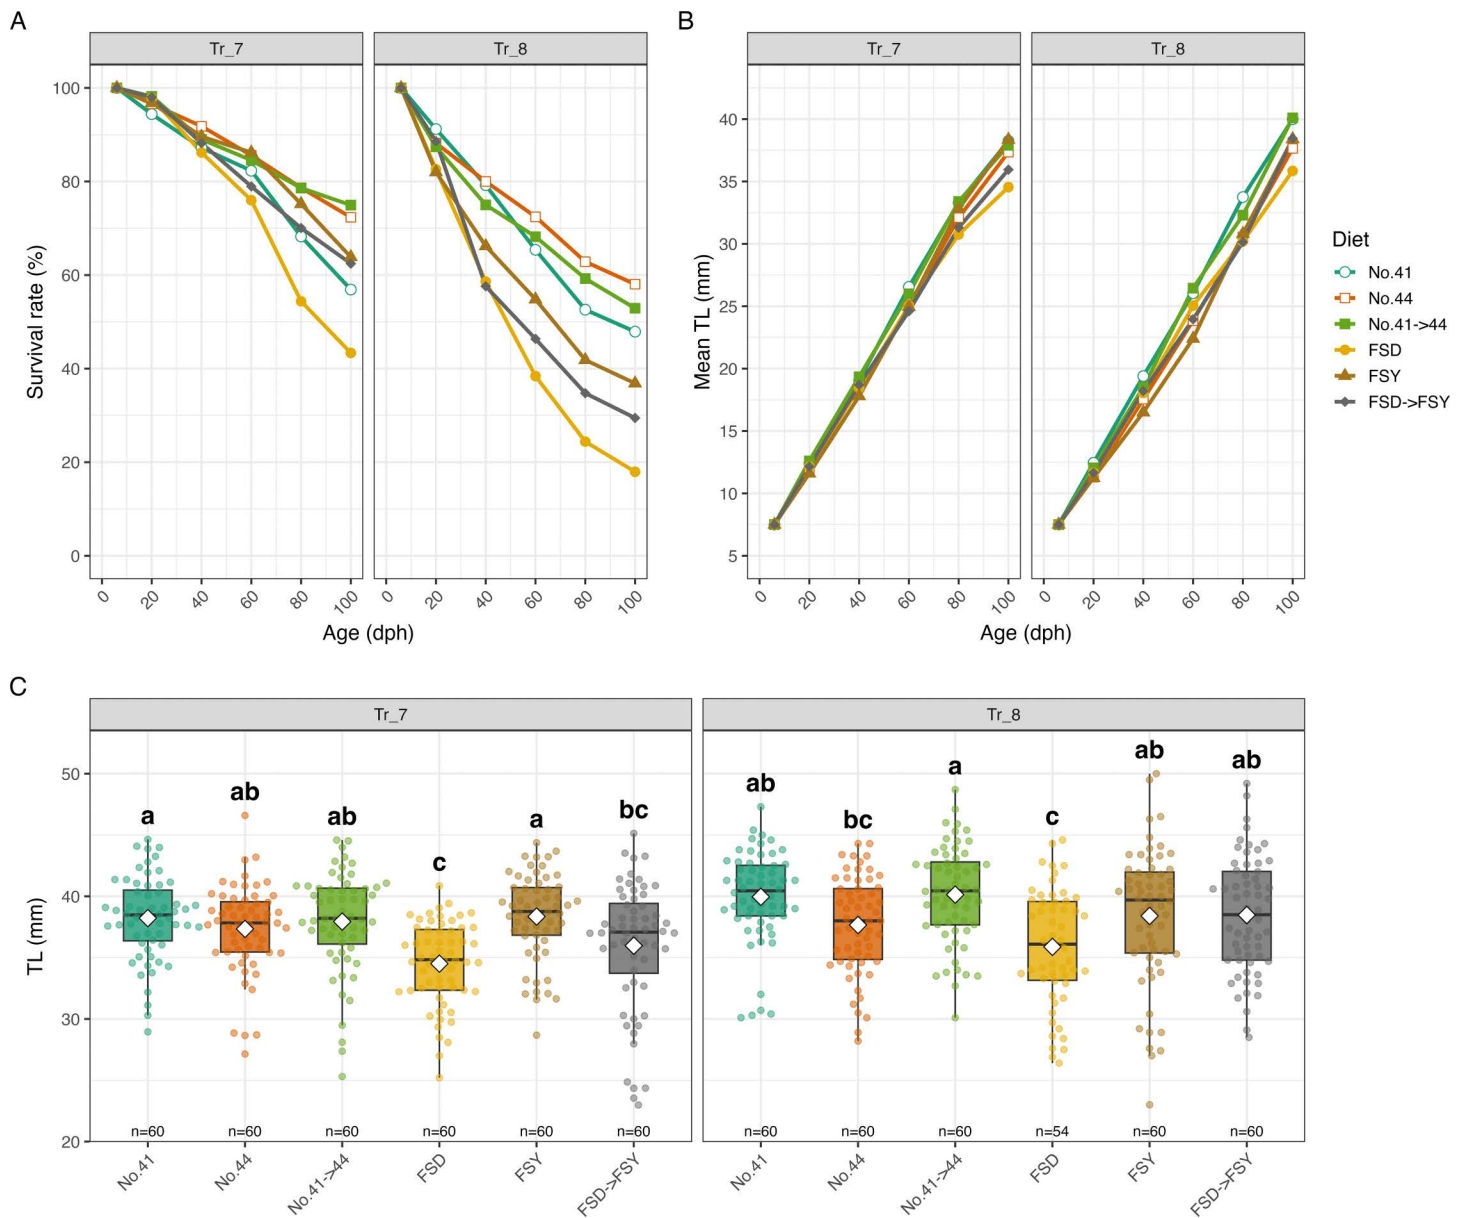 A
B
Tr_7
Tr_8
Tr_7
Tr_8
Survival rate (%)
100
80
60
40
20
0
0 20 40 60 80 100
0 20 40 60 80 100
Age (dph)
Mean TL (mm)
40
35
30
25
20
15
10
5
0 20 40 60 80 100
0 20 40 60 80 100
Age (dph)
Diet
No.41
No.44
No.41->44
FSD
FSY
FSD->FSY
C
Tr_7
Tr_8
TL (mm)
50
40
30
20
a ab ab c a bc
ab bc a c ab ab
n=60 n=60 n=60 n=60 n=60 n=60
n=60 n=60 n=60 n=54 n=60 n=60
No.41 No.44 No.41->44 FSD FSY FSD->FSY
No.41 No.44 No.41->44 FSD FSY FSD->FSY